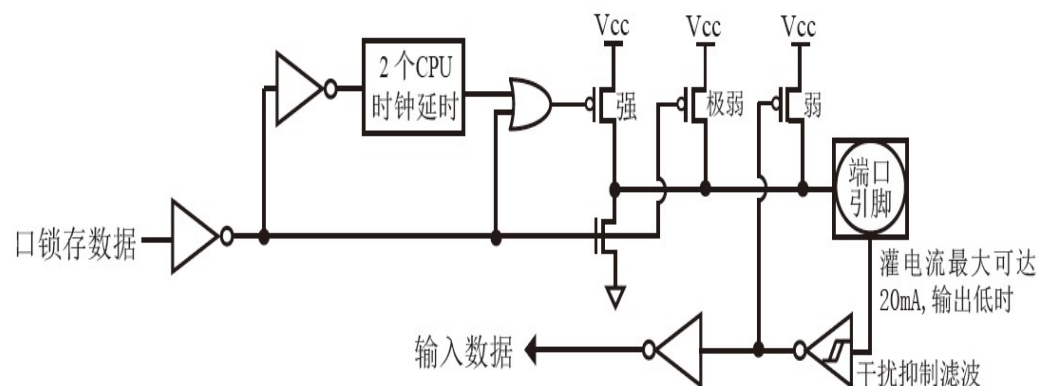 Vcc
Vcc
Vcc
2个CPU
时钟延时
强
极弱
弱
端口
引脚
口锁存数据
灌电流最大可达
20mA,输出低时
输入数据
干扰抑制滤波